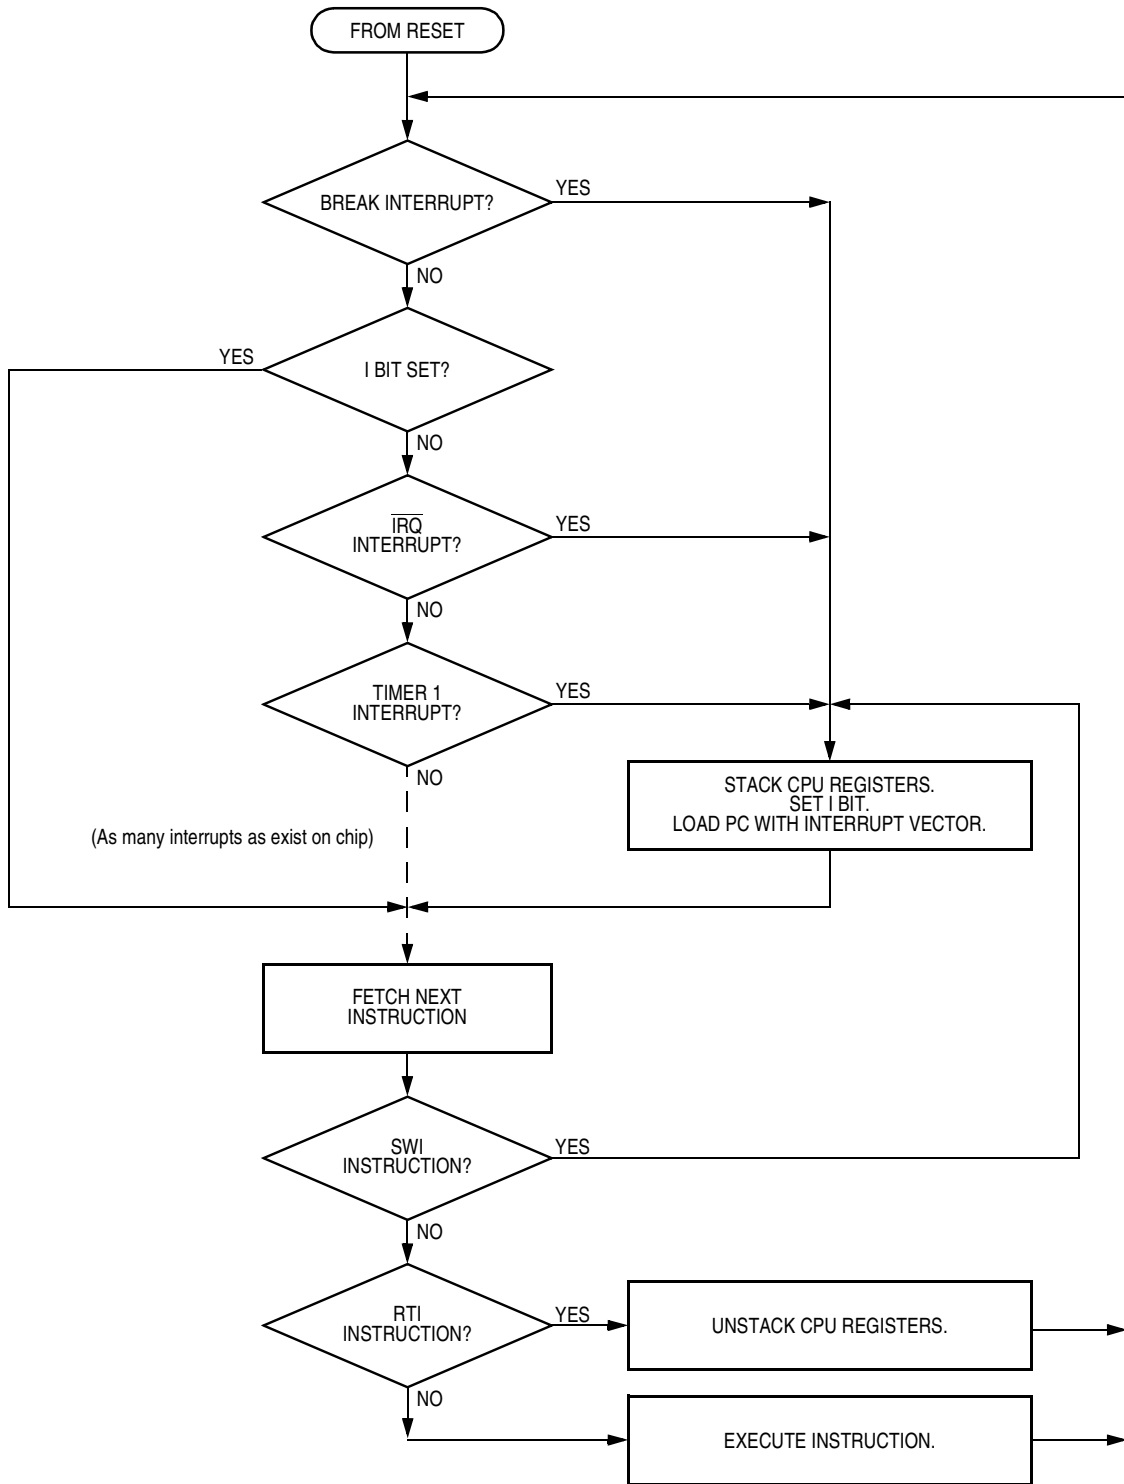 FROM RESET
BREAK INTERRUPT?
YES
NO
YES
I BIT SET?
NO
IRQ
INTERRUPT?
YES
NO
TIMER 1
INTERRUPT?
YES
NO
STACK CPU REGISTERS.
SET I BIT.
LOAD PC WITH INTERRUPT VECTOR.
(As many interrupts as exist on chip)
FETCH NEXT
INSTRUCTION
SWI
INSTRUCTION?
YES
NO
RTI
INSTRUCTION?
YES
UNSTACK CPU REGISTERS.
NO
EXECUTE INSTRUCTION.